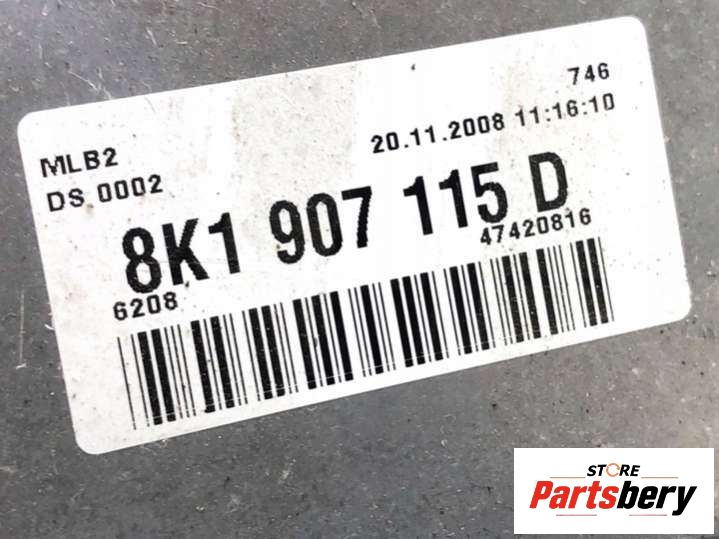 746
MLB2
20.11.2008 11:16:10
DS 0002
8K1 907 115 D
6208
47420816
STORE
Partsbery